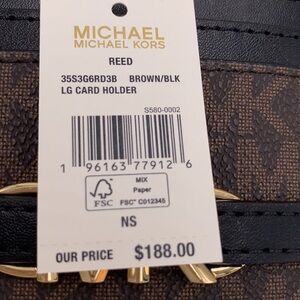 MICHAEL
MICHAEL KORS
REED
35S3G6RD3B BROWN/BLK
LG CARD HOLDER
S580-0002
1 96163 77912 6
FSC
MIX
Paper
FSC™ C012345
NS
OUR PRICE $188.00